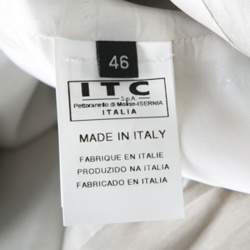 46
ITC
S.p.A.
Pettoranello di Molise-ISERNIA
ITALIA
MADE IN ITALY
FABRIQUE EN ITALIE
PRODUZIDO NA ITALIA
FABRICADO EN ITALIA